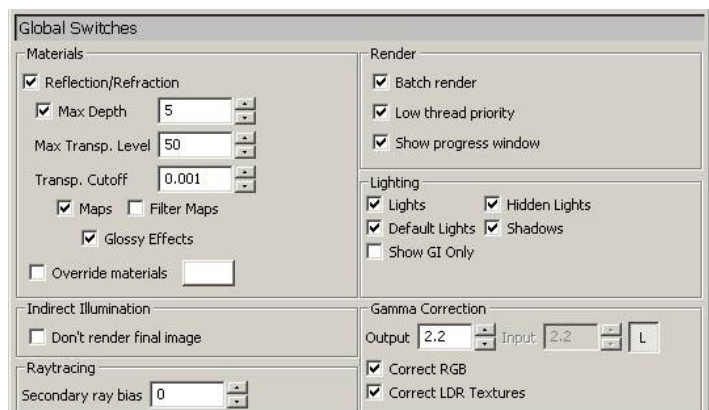 Global Switches
Materials
Reflection/Refraction
Max Depth 5
Max Transp. Level 50
Transp. Cutoff 0.001
Maps Filter Maps
Glossy Effects
Override materials
Render
Batch render
Low thread priority
Show progress window
Lighting
Lights Hidden Lights
Default Lights Shadows
Show GI Only
Indirect Illumination
Don't render final image
Gamma Correction
Output 2.2 Input 2.2 L
Correct RGB
Correct LDR Textures
Raytracing
Secondary ray bias 0